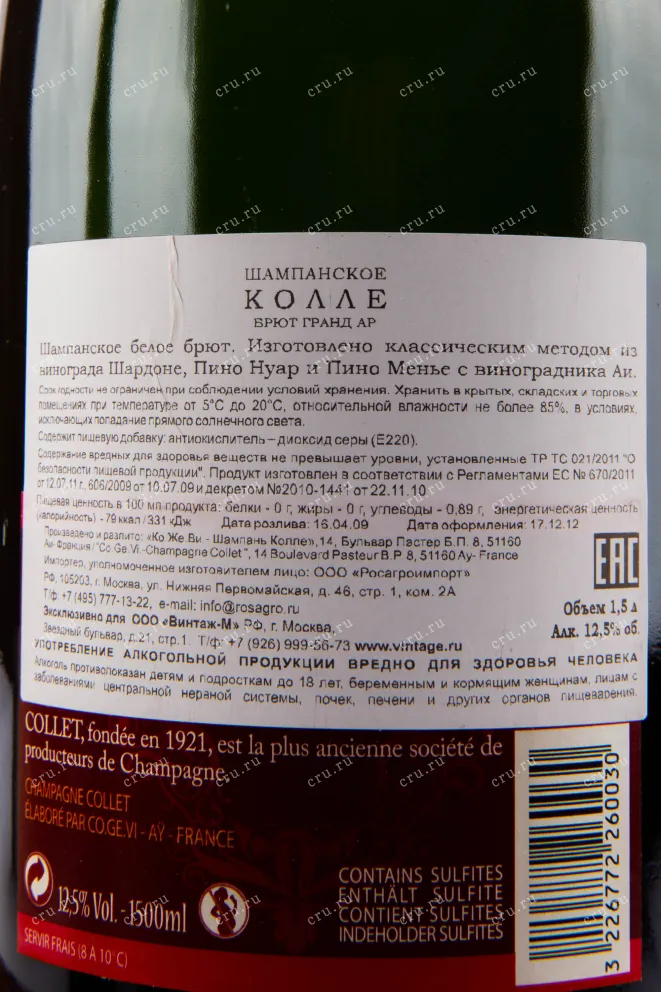 ШАМПАНСКОЕ
КОЛЛЕ
БРЮТ ГРАНД АР
Шампанское белое брют. Изготовлено классическим методом из
винограда Шардоне, Пино Нуар и Пино Менье с виноградника Аи.
Срок годности не ограничен при соблюдении условий хранения. Хранить в крытых, складских и торговых
помещениях при температуре от 5°С до 20°С, относительной влажности не более 85%, в условиях,
исключающих попадание прямого солнечного света.
Содержит пищевую добавку: антиокислитель – диоксид серы (Е220).
Содержание вредных для здоровья веществ не превышает уровни, установленные ТР ТС 021/2011 "О
безопасности пищевой продукции". Продукт изготовлен в соответствии с Регламентами ЕС № 670/2011
от 12.07.11 г. 606/2009 от 10.07.09 и декретом №2010-1441 от 22.11.10
Пищевая ценность в 100 мл продукта: белки - 0 г, жиры - 0 г, углеводы - 0,89 г, энергетическая ценность
(калорийность) - 79 ккал / 331 кДж Дата розлива: 16.04.09 Дата оформления: 17.12.12
Произведено и разлито: «Ко Же Ви - Шампань Колле», 14, Бульвар Пастер Б.П. 8, 51160
Аи- Франция / "Co.Ge.Vi.-Champagne Collet", 14 Boulevard Pasteur B.P. 8, 51160 Ay- France
Импортер, уполномоченное изготовителем лицо: ООО «Росагроимпорт»
РФ, 105203, г. Москва, ул. Нижняя Первомайская, д. 46, стр. 1, ком. 2А
Т/ф: +7 (495) 777-13-22, e-mail: info@rosagro.ru
Эксклюзивно для ООО «Винтаж-М» РФ, г. Москва,
Звездный бульвар, д.21, стр.1. Т/ф: +7 (926) 999-56-73 www.vintage.ru
EAC
Объем 1,5 л
Алк. 12,5% об.
УПОТРЕБЛЕНИЕ АЛКОГОЛЬНОЙ ПРОДУКЦИИ ВРЕДНО ДЛЯ ЗДОРОВЬЯ ЧЕЛОВЕКА
Алкоголь противопоказан детям и подросткам до 18 лет, беременным и кормящим женщинам, лицам с
заболеваниями центральной нервной системы, почек, печени и других органов пищеварения.
COLLET, fondée en 1921, est la plus ancienne société de
producteurs de Champagne.
CHAMPAGNE COLLET
ÉLABORÉ PAR CO.GE.VI - AŸ - FRANCE
12,5% Vol. - 1500ml
CONTAINS SULFITES
ENTHÄLT SULFITE
CONTIENT SULFITES
INDEHOLDER SULFITES
SERVIR FRAIS (8 À 10°C)
3 226772 260030
cru.ru